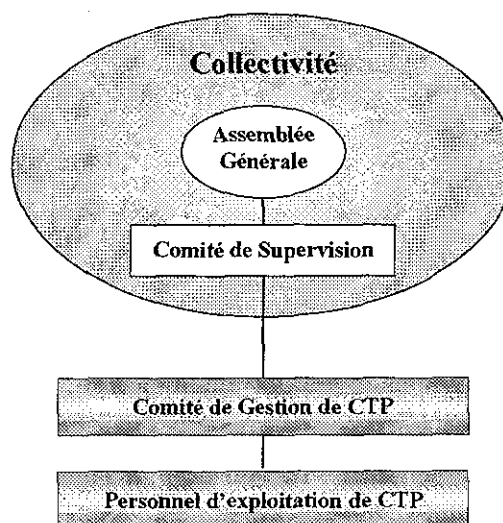 Collectivité
Assemblée
Générale
Comité de Supervision
Comité de Gestion de CTP
Personnel d'exploitation de CTP